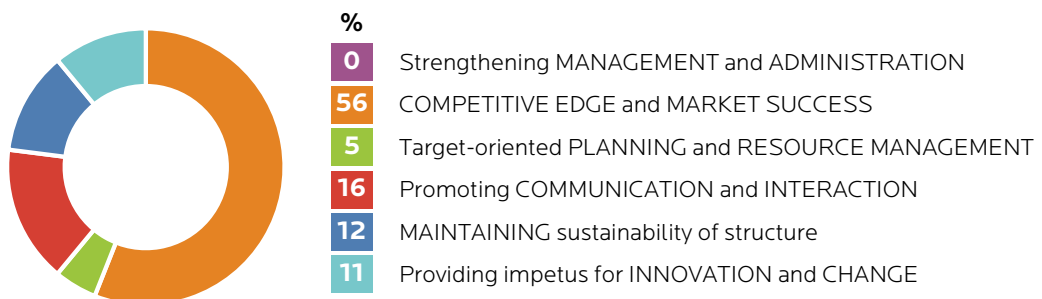 %
0 Strengthening MANAGEMENT and ADMINISTRATION
56 COMPETITIVE EDGE and MARKET SUCCESS
5 Target-oriented PLANNING and RESOURCE MANAGEMENT
16 Promoting COMMUNICATION and INTERACTION
12 MAINTAINING sustainability of structure
11 Providing impetus for INNOVATION and CHANGE